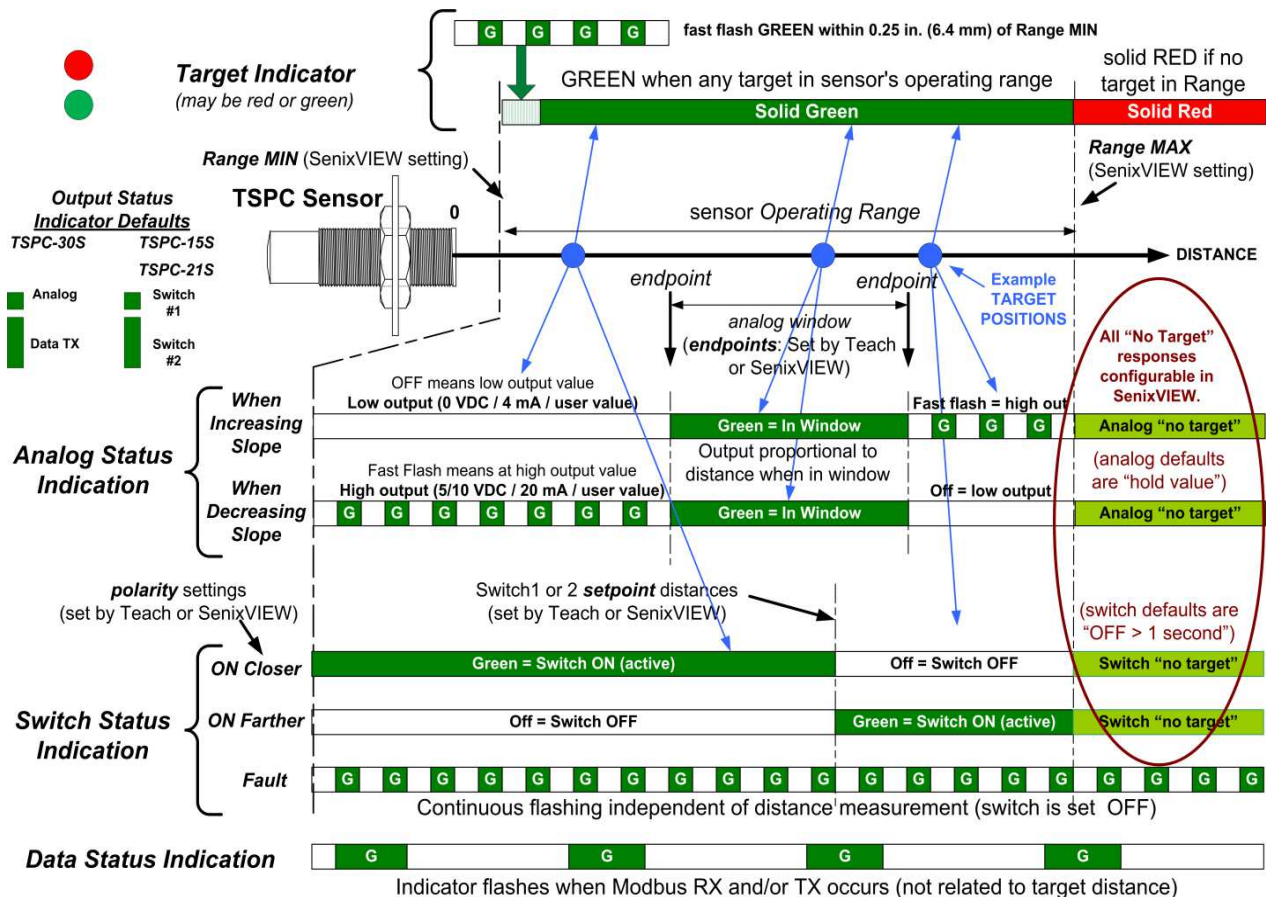 G G G G
fast flash GREEN within 0.25 in. (6.4 mm) of Range MIN
Target Indicator
(may be red or green)
GREEN when any target in sensor's operating range
solid RED if no
target in Range
Solid Green
Solid Red
Range MIN (SenixVIEW setting)
Range MAX
(SenixVIEW setting)
Output Status
Indicator Defaults
TSPC-30S
TSPC-15S
TSPC-21S
Analog
Switch
#1
Data TX
Switch
#2
TSPC Sensor
0
sensor Operating Range
DISTANCE
endpoint
endpoint
Example
TARGET
POSITIONS
analog window
(endpoints: Set by Teach
or SenixVIEW)
All “No Target”
responses
configurable in
SenixVIEW.
Analog Status
Indication
When
Increasing
Slope
OFF means low output value
Low output (0 VDC / 4 mA / user value)
Green = In Window
Fast flash = high out
G G G
Analog “no target”
Output proportional to
distance when in window
(analog defaults
are “hold value”)
When
Decreasing
Slope
Fast Flash means at high output value
High output (5/10 VDC / 20 mA / user value)
G G G G G G G
Green = In Window
Off = low output
Analog “no target”
polarity settings
(set by Teach or SenixVIEW)
Switch1 or 2 setpoint distances
(set by Teach or SenixVIEW)
(switch defaults are
“OFF > 1 second”)
Switch Status
Indication
ON Closer
Green = Switch ON (active)
Off = Switch OFF
Switch “no target”
ON Farther
Off = Switch OFF
Green = Switch ON (active)
Switch “no target”
Fault
G G G G G G G G G G G G G G G G G G G G
Continuous flashing independent of distance measurement (switch is set OFF)
Data Status Indication
G G G G
Indicator flashes when Modbus RX and/or TX occurs (not related to target distance)